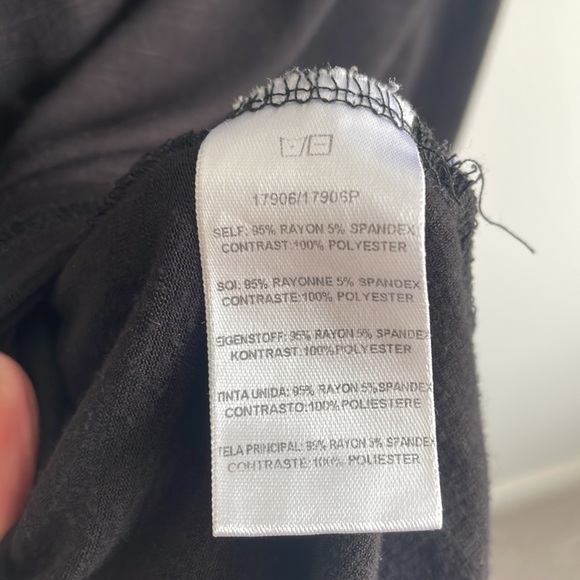 17906/17906P
SELF: 95% RAYON 5% SPANDEX
CONTRAST:100% POLYESTER
SOI: 95% RAYONNE 5% SPANDEX
CONTRASTE:100% POLYESTER
EIGENSTOFF: 95% RAYON 5% SPANDEX
KONTRAST:100%POLYESTER
TINTA UNIDA: 95% RAYON 5%SPANDEX
CONTRASTO:100% POLIESTERE
TELA PRINCIPAL: 95% RAYON 5% SPANDEX
CONTRASTE:100% POLIESTER